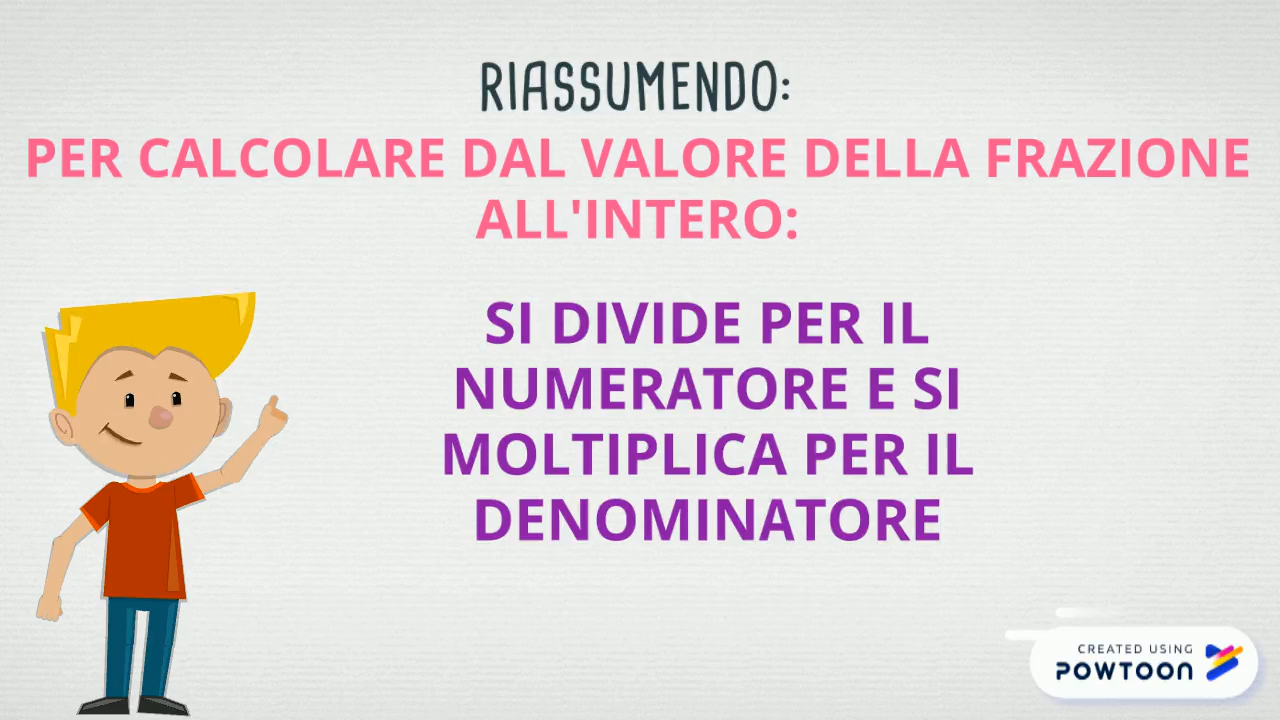 RIASSUMENDO:
PER CALCOLARE DAL VALORE DELLA FRAZIONE
ALL'INTERO:
SI DIVIDE PER IL
NUMERATORE E SI
MOLTIPLICA PER IL
DENOMINATORE
CREATED USING
POWTOON